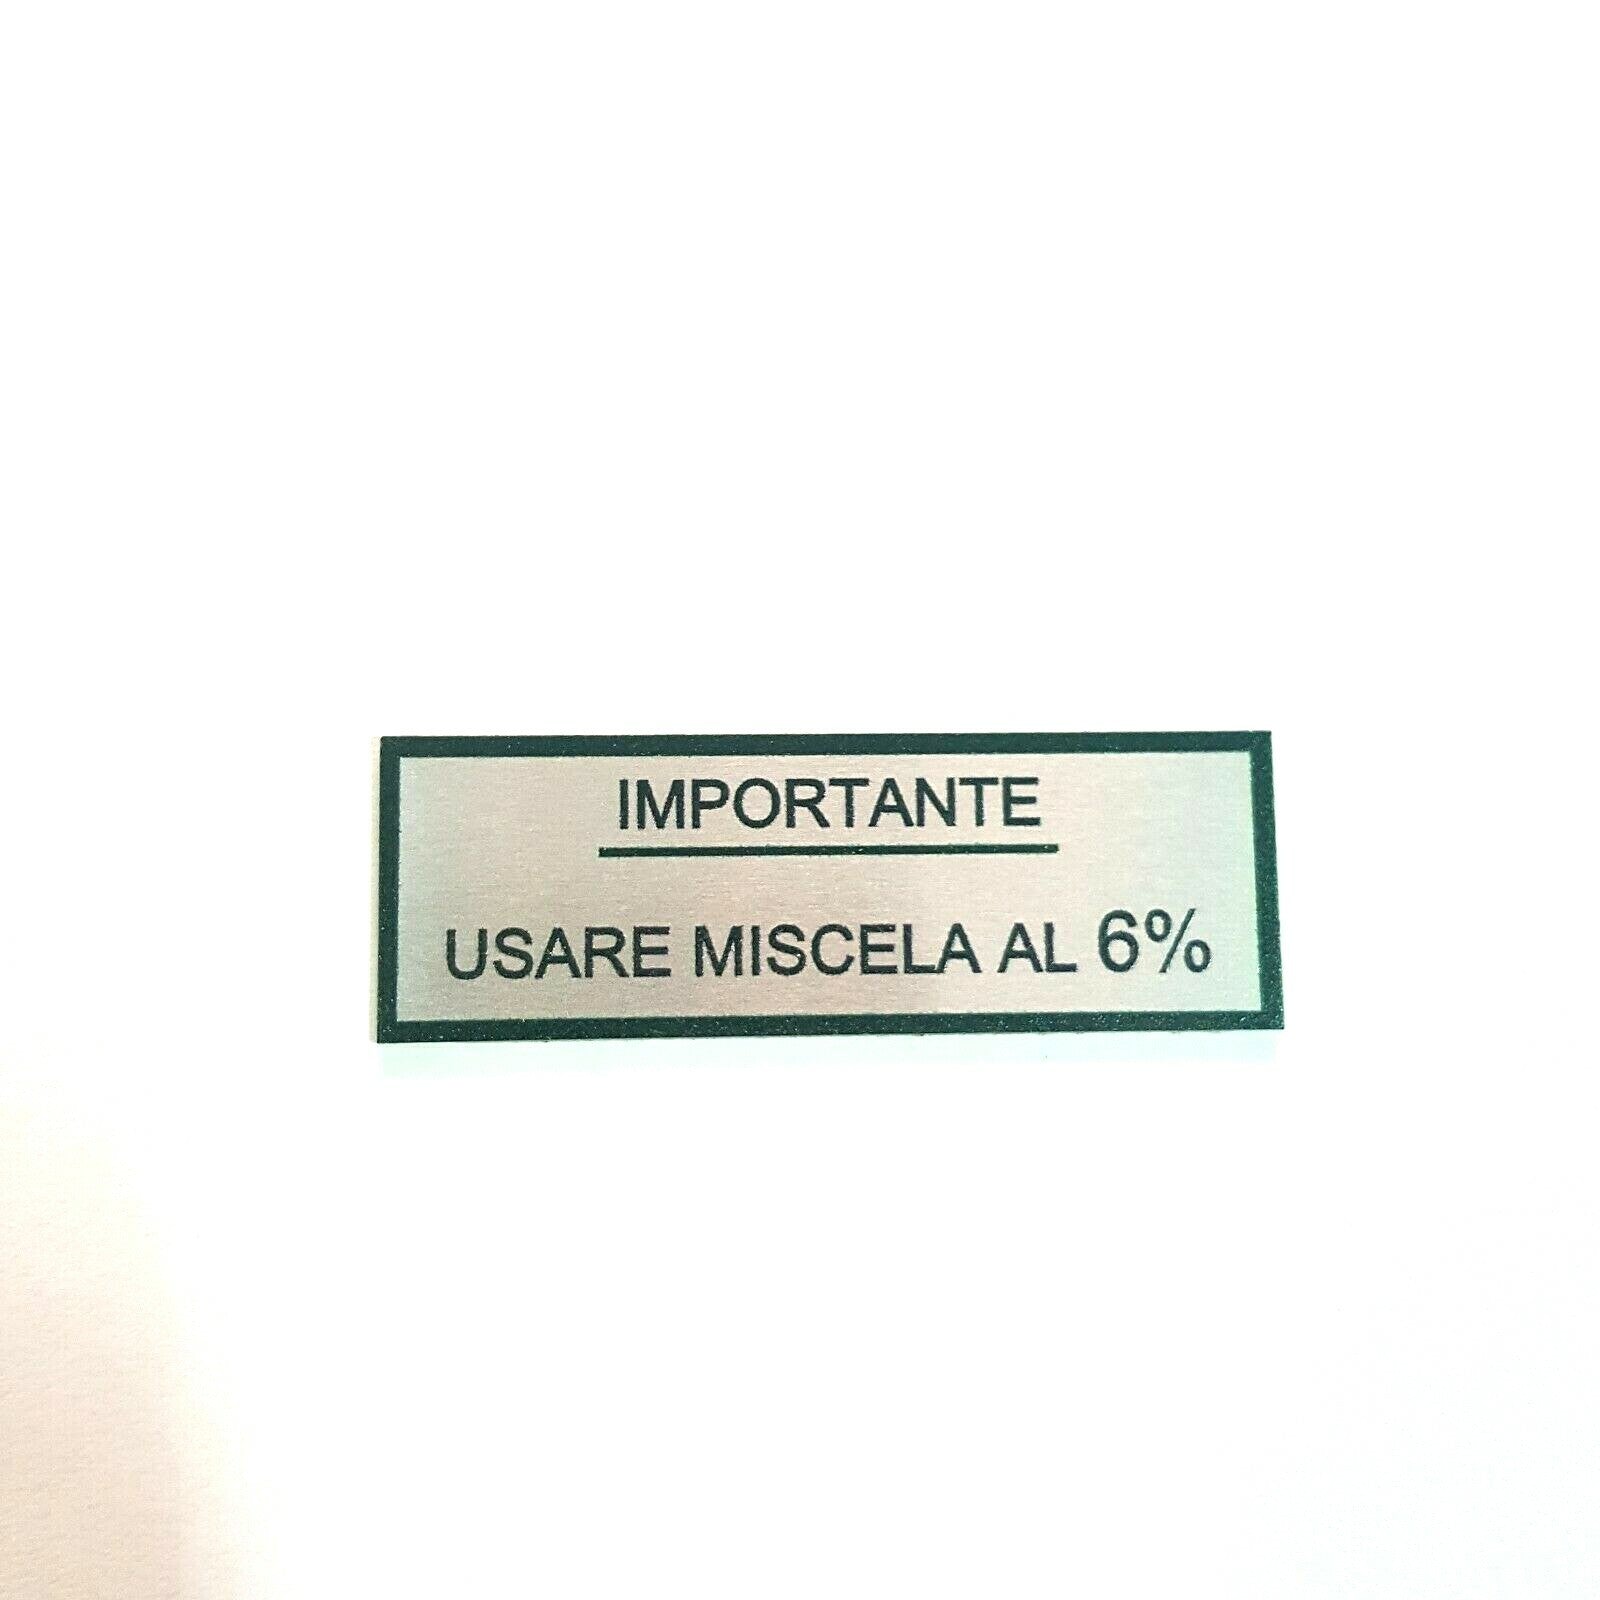 IMPORTANTE
USARE MISCELA AL 6%